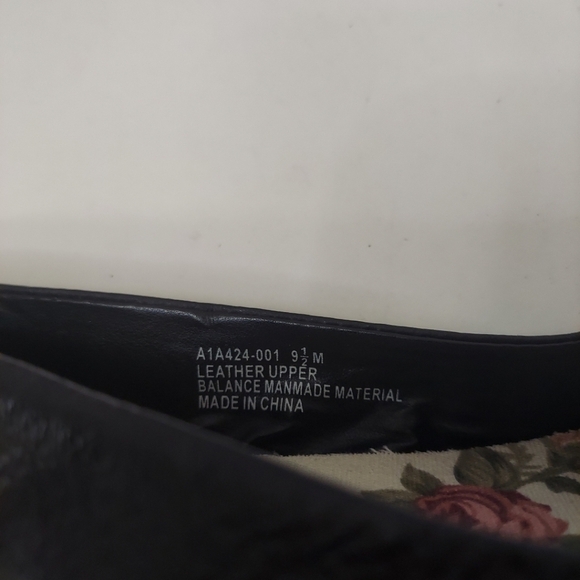 A1A424-001 9½ M
LEATHER UPPER
BALANCE MANMADE MATERIAL
MADE IN CHINA